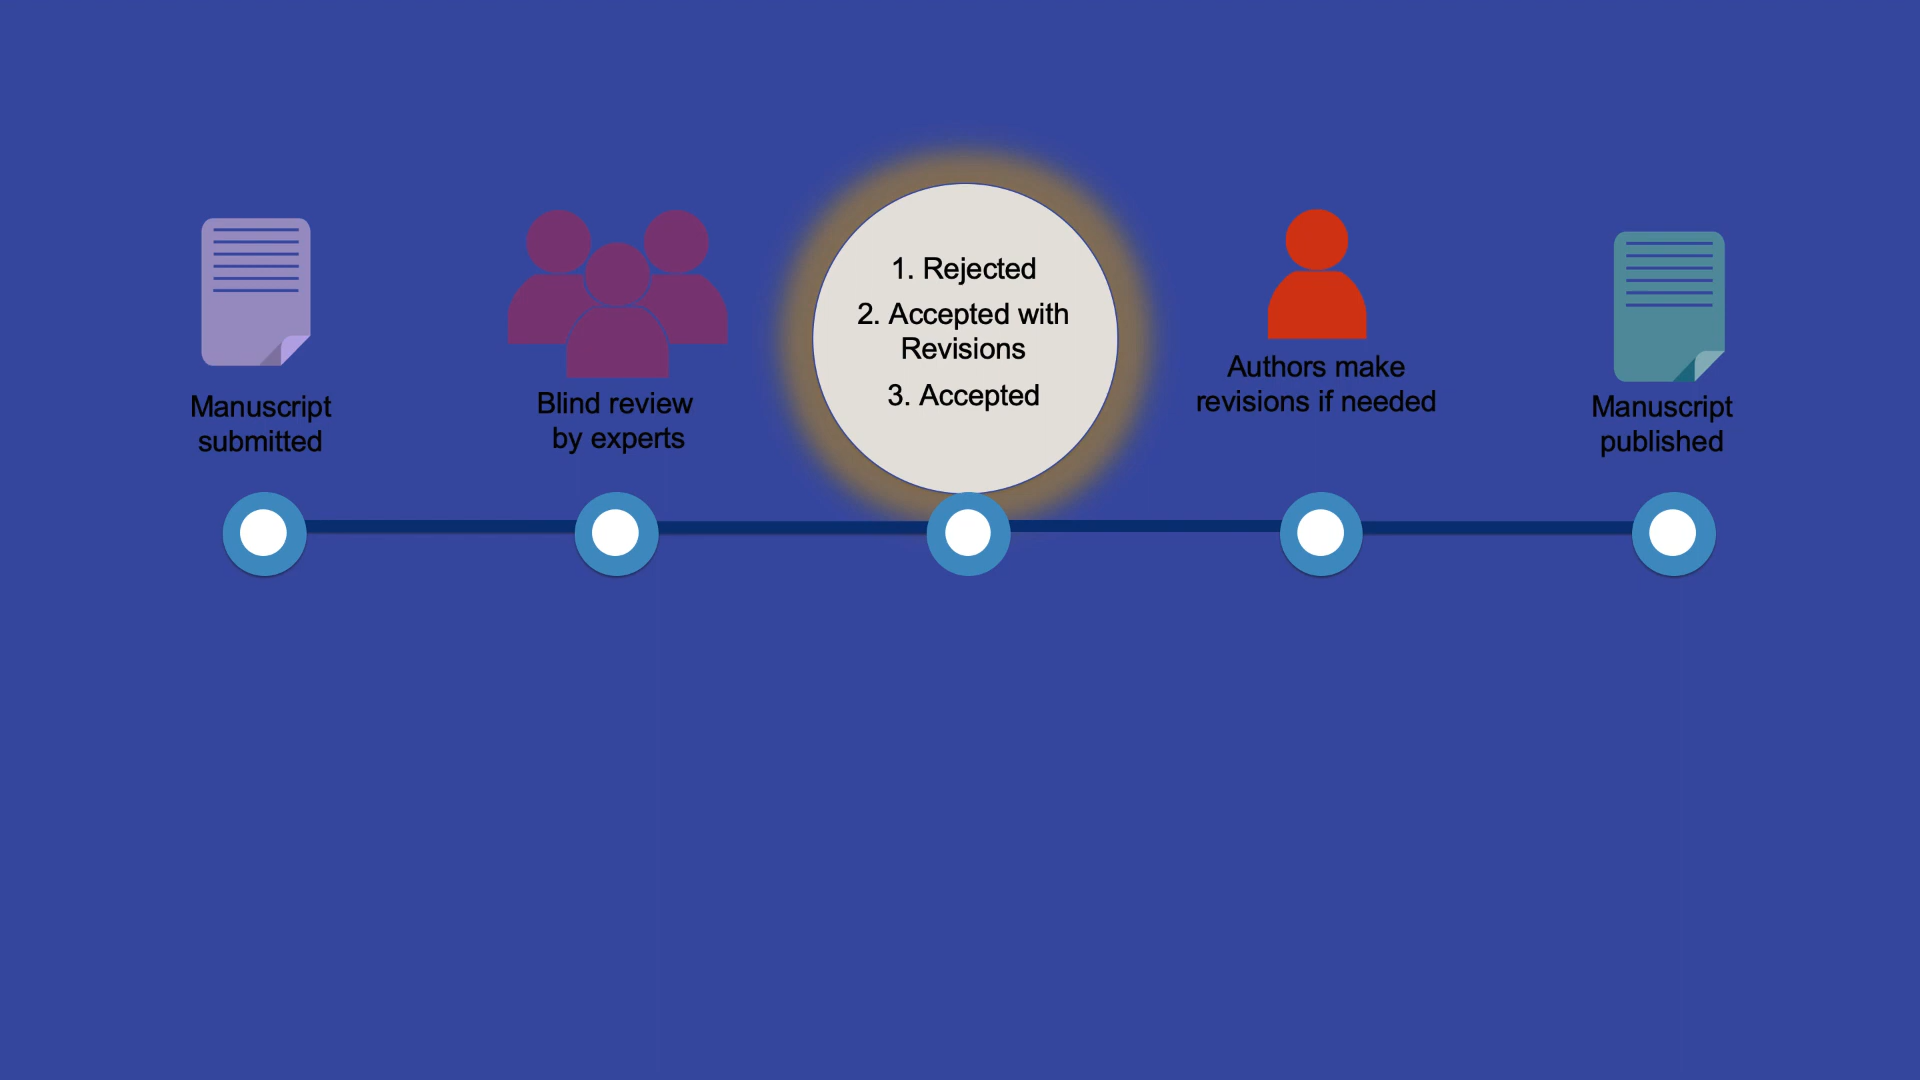 Manuscript
submitted
Blind review
by experts
1. Rejected
2. Accepted with
Revisions
3. Accepted
Authors make
revisions if needed
Manuscript
published